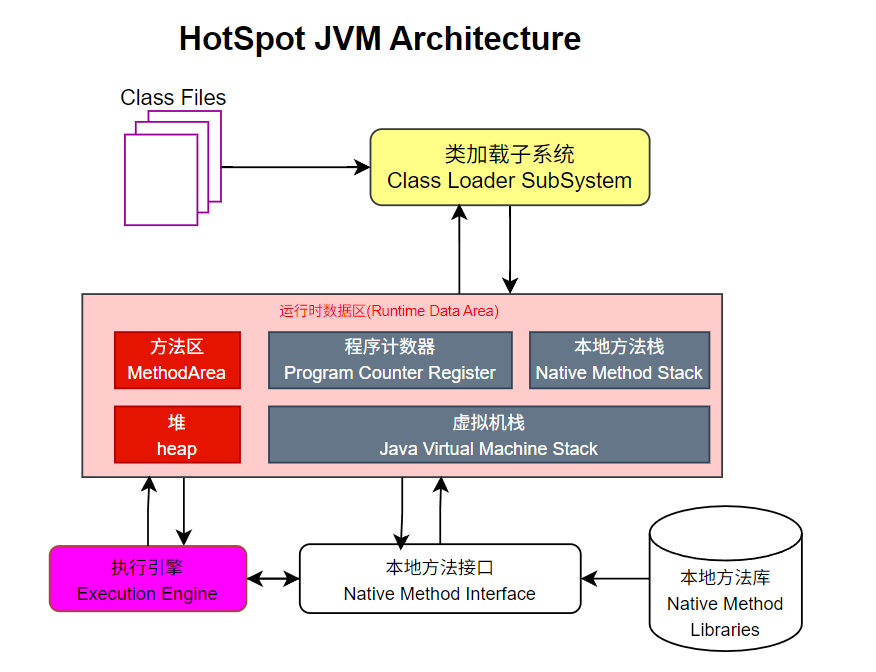 HotSpot JVM Architecture
Class Files
类加载子系统
Class Loader SubSystem
运行时数据区(Runtime Data Area)
方法区
MethodArea
程序计数器
Program Counter Register
本地方法栈
Native Method Stack
堆
heap
虚拟机栈
Java Virtual Machine Stack
执行引擎
Execution Engine
本地方法接口
Native Method Interface
本地方法库
Native Method
Libraries